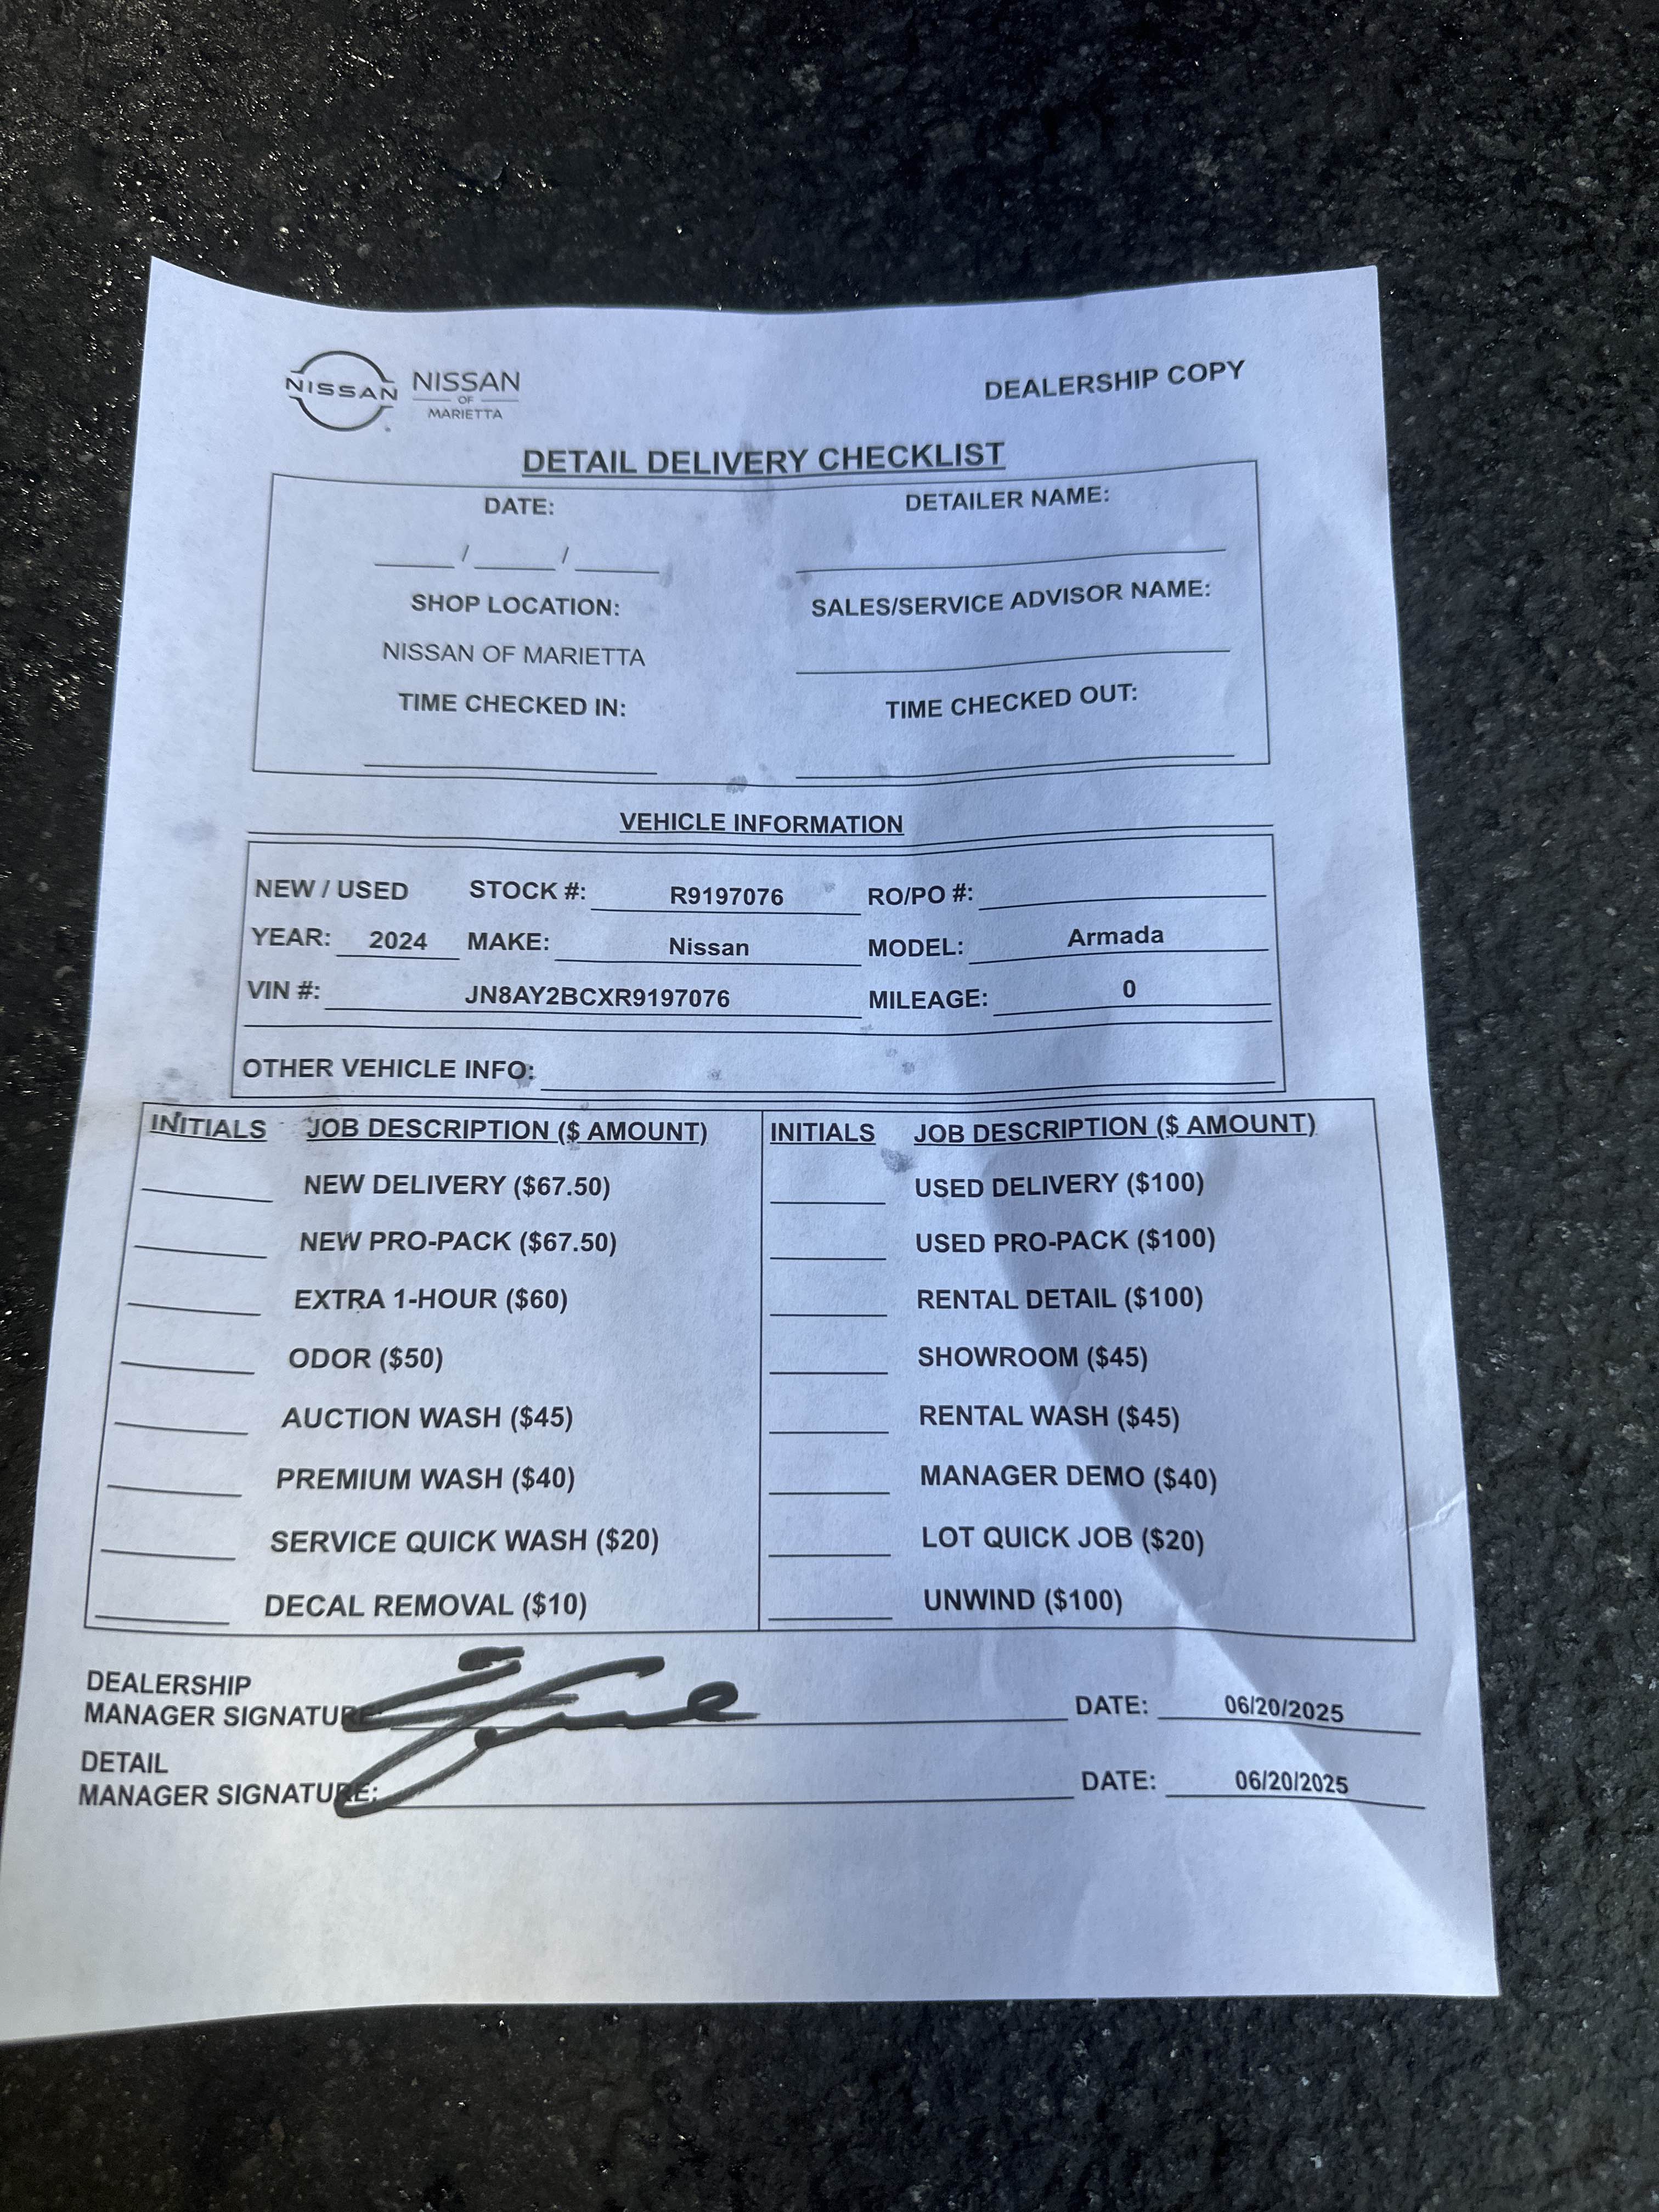 NISSAN NISSAN OF MARIETTA
DEALERSHIP COPY
DETAIL DELIVERY CHECKLIST
DATE: DETAILER NAME:
____/____/____ ____
SHOP LOCATION: SALES/SERVICE ADVISOR NAME:
NISSAN OF MARIETTA ____
TIME CHECKED IN: TIME CHECKED OUT:
VEHICLE INFORMATION
NEW / USED STOCK #: R9197076 RO/PO #:
YEAR: 2024 MAKE: Nissan MODEL: Armada
VIN #: JN8AY2BCXR9197076 MILEAGE: 0
OTHER VEHICLE INFO:
INITIALS JOB DESCRIPTION ($ AMOUNT) INITIALS JOB DESCRIPTION ($ AMOUNT)
NEW DELIVERY ($67.50) USED DELIVERY ($100)
NEW PRO-PACK ($67.50) USED PRO-PACK ($100)
EXTRA 1-HOUR ($60) RENTAL DETAIL ($100)
ODOR ($50) SHOWROOM ($45)
AUCTION WASH ($45) RENTAL WASH ($45)
PREMIUM WASH ($40) MANAGER DEMO ($40)
SERVICE QUICK WASH ($20) LOT QUICK JOB ($20)
DECAL REMOVAL ($10) UNWIND ($100)
DEALERSHIP
MANAGER SIGNATURE DATE: 06/20/2025
DETAIL
MANAGER SIGNATURE: DATE: 06/20/2025